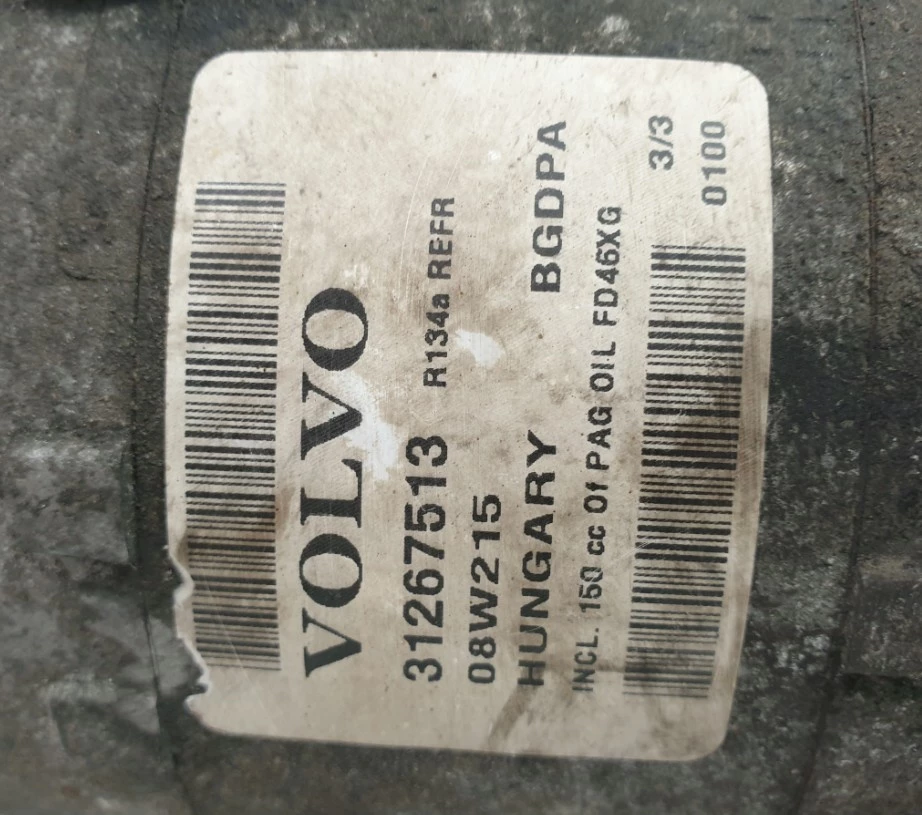 VOLVO
31267513 R134a REFR
08W215
HUNGARY BGDPA
INCL. 150 cc Of PAG OIL FD46XG
3/3
0100